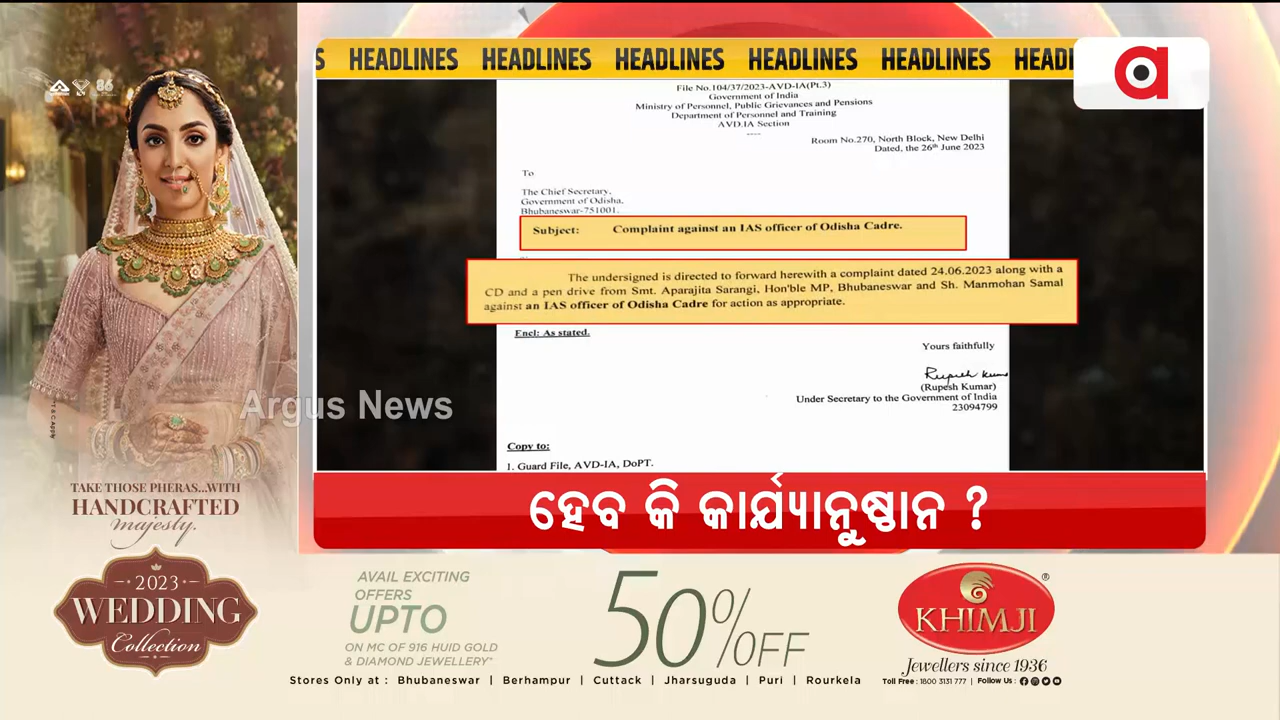 HEADLINES HEADLINES HEADLINES HEADLINES HEADLINES
File No.104/37/2023-AVD-IA(Pt.3)
Government of India
Ministry of Personnel, Public Grievances and Pensions
Department of Personnel and Training
AVD.IA Section
Room No.270, North Block, New Delhi
Dated, the 26th June 2023
To
The Chief Secretary,
Government of Odisha,
Bhubaneswar-751001.
Subject: Complaint against an IAS officer of Odisha Cadre.
The undersigned is directed to forward herewith a complaint dated 24.06.2023 along with a
CD and a pen drive from Smt. Aparajita Sarangi, Hon'ble MP, Bhubaneswar and Sh. Manmohan Samal
against an IAS officer of Odisha Cadre for action as appropriate.
Encl: As stated.
Yours faithfully
Rupesh Kumar
(Rupesh Kumar)
Under Secretary to the Government of India
23094799
Copy to:
1. Guard File, AVD-IA, DoPT.
Argus News
ହେବ କି କାର୍ଯ୍ୟାନୁଷ୍ଠାନ ?
86
T & C Apply
TAKE THOSE PHERAS...WITH
HANDCRAFTED
majesty.
2023
WEDDING
Collection
AVAIL EXCITING
OFFERS
UPTO
ON MC OF 916 HUID GOLD
& DIAMOND JEWELLERY*
50% OFF
KHIMJI ®
Jewellers since 1936
Stores Only at : Bhubaneswar | Berhampur | Cuttack | Jharsuguda | Puri | Rourkela
Toll Free : 1800 3131 777 | Follow Us :